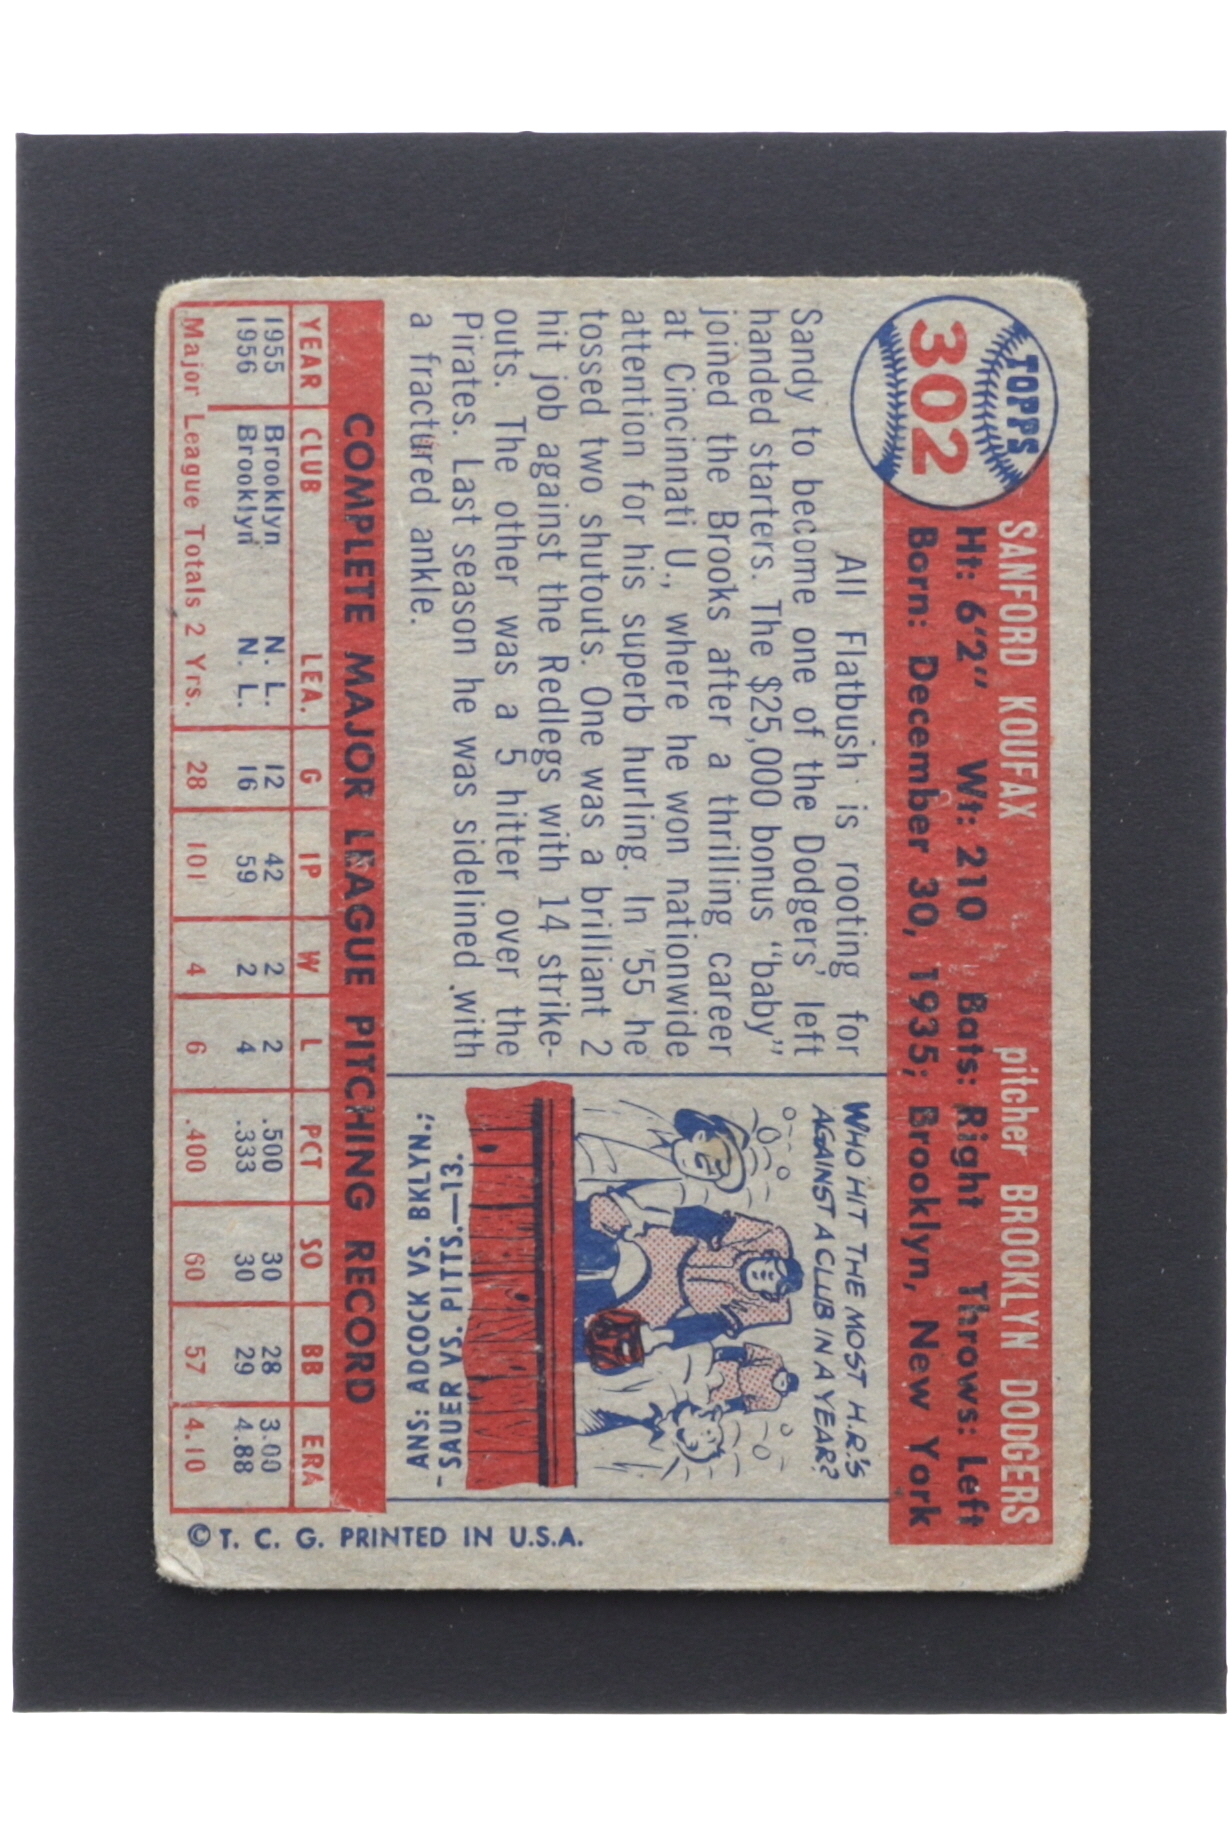 TOPPS
302
SANFORD KOUFAX pitcher BROOKLYN DODGERS
Ht: 6'2" Wt: 210 Bats: Right Throws: Left
Born: December 30, 1935; Brooklyn, New York
All Flatbush is rooting for
Sandy to become one of the Dodgers' left
handed starters. The $25,000 bonus "baby"
joined the Brooks after a thrilling career
at Cincinnati U., where he won nationwide
attention for his superb hurling. In '55 he
tossed two shutouts. One was a brilliant 2
hit job against the Redlegs with 14 strike-
outs. The other was a 5 hitter over the
Pirates. Last season he was sidelined with
a fractured ankle.
WHO HIT THE MOST H.R.'S
AGAINST A CLUB IN A YEAR?
ANS: ADCOCK VS. BKLYN.;
SAUER VS. PITTS.—13.
COMPLETE MAJOR LEAGUE PITCHING RECORD
YEAR CLUB LEA. G IP W L PCT SO BB ERA
1955 Brooklyn N. L. 12 42 2 2 .500 30 28 3.00
1956 Brooklyn N. L. 16 59 2 4 .333 30 29 4.88
Major League Totals 2 Yrs. 28 101 4 6 .400 60 57 4.10
© T. C. G. PRINTED IN U.S.A.